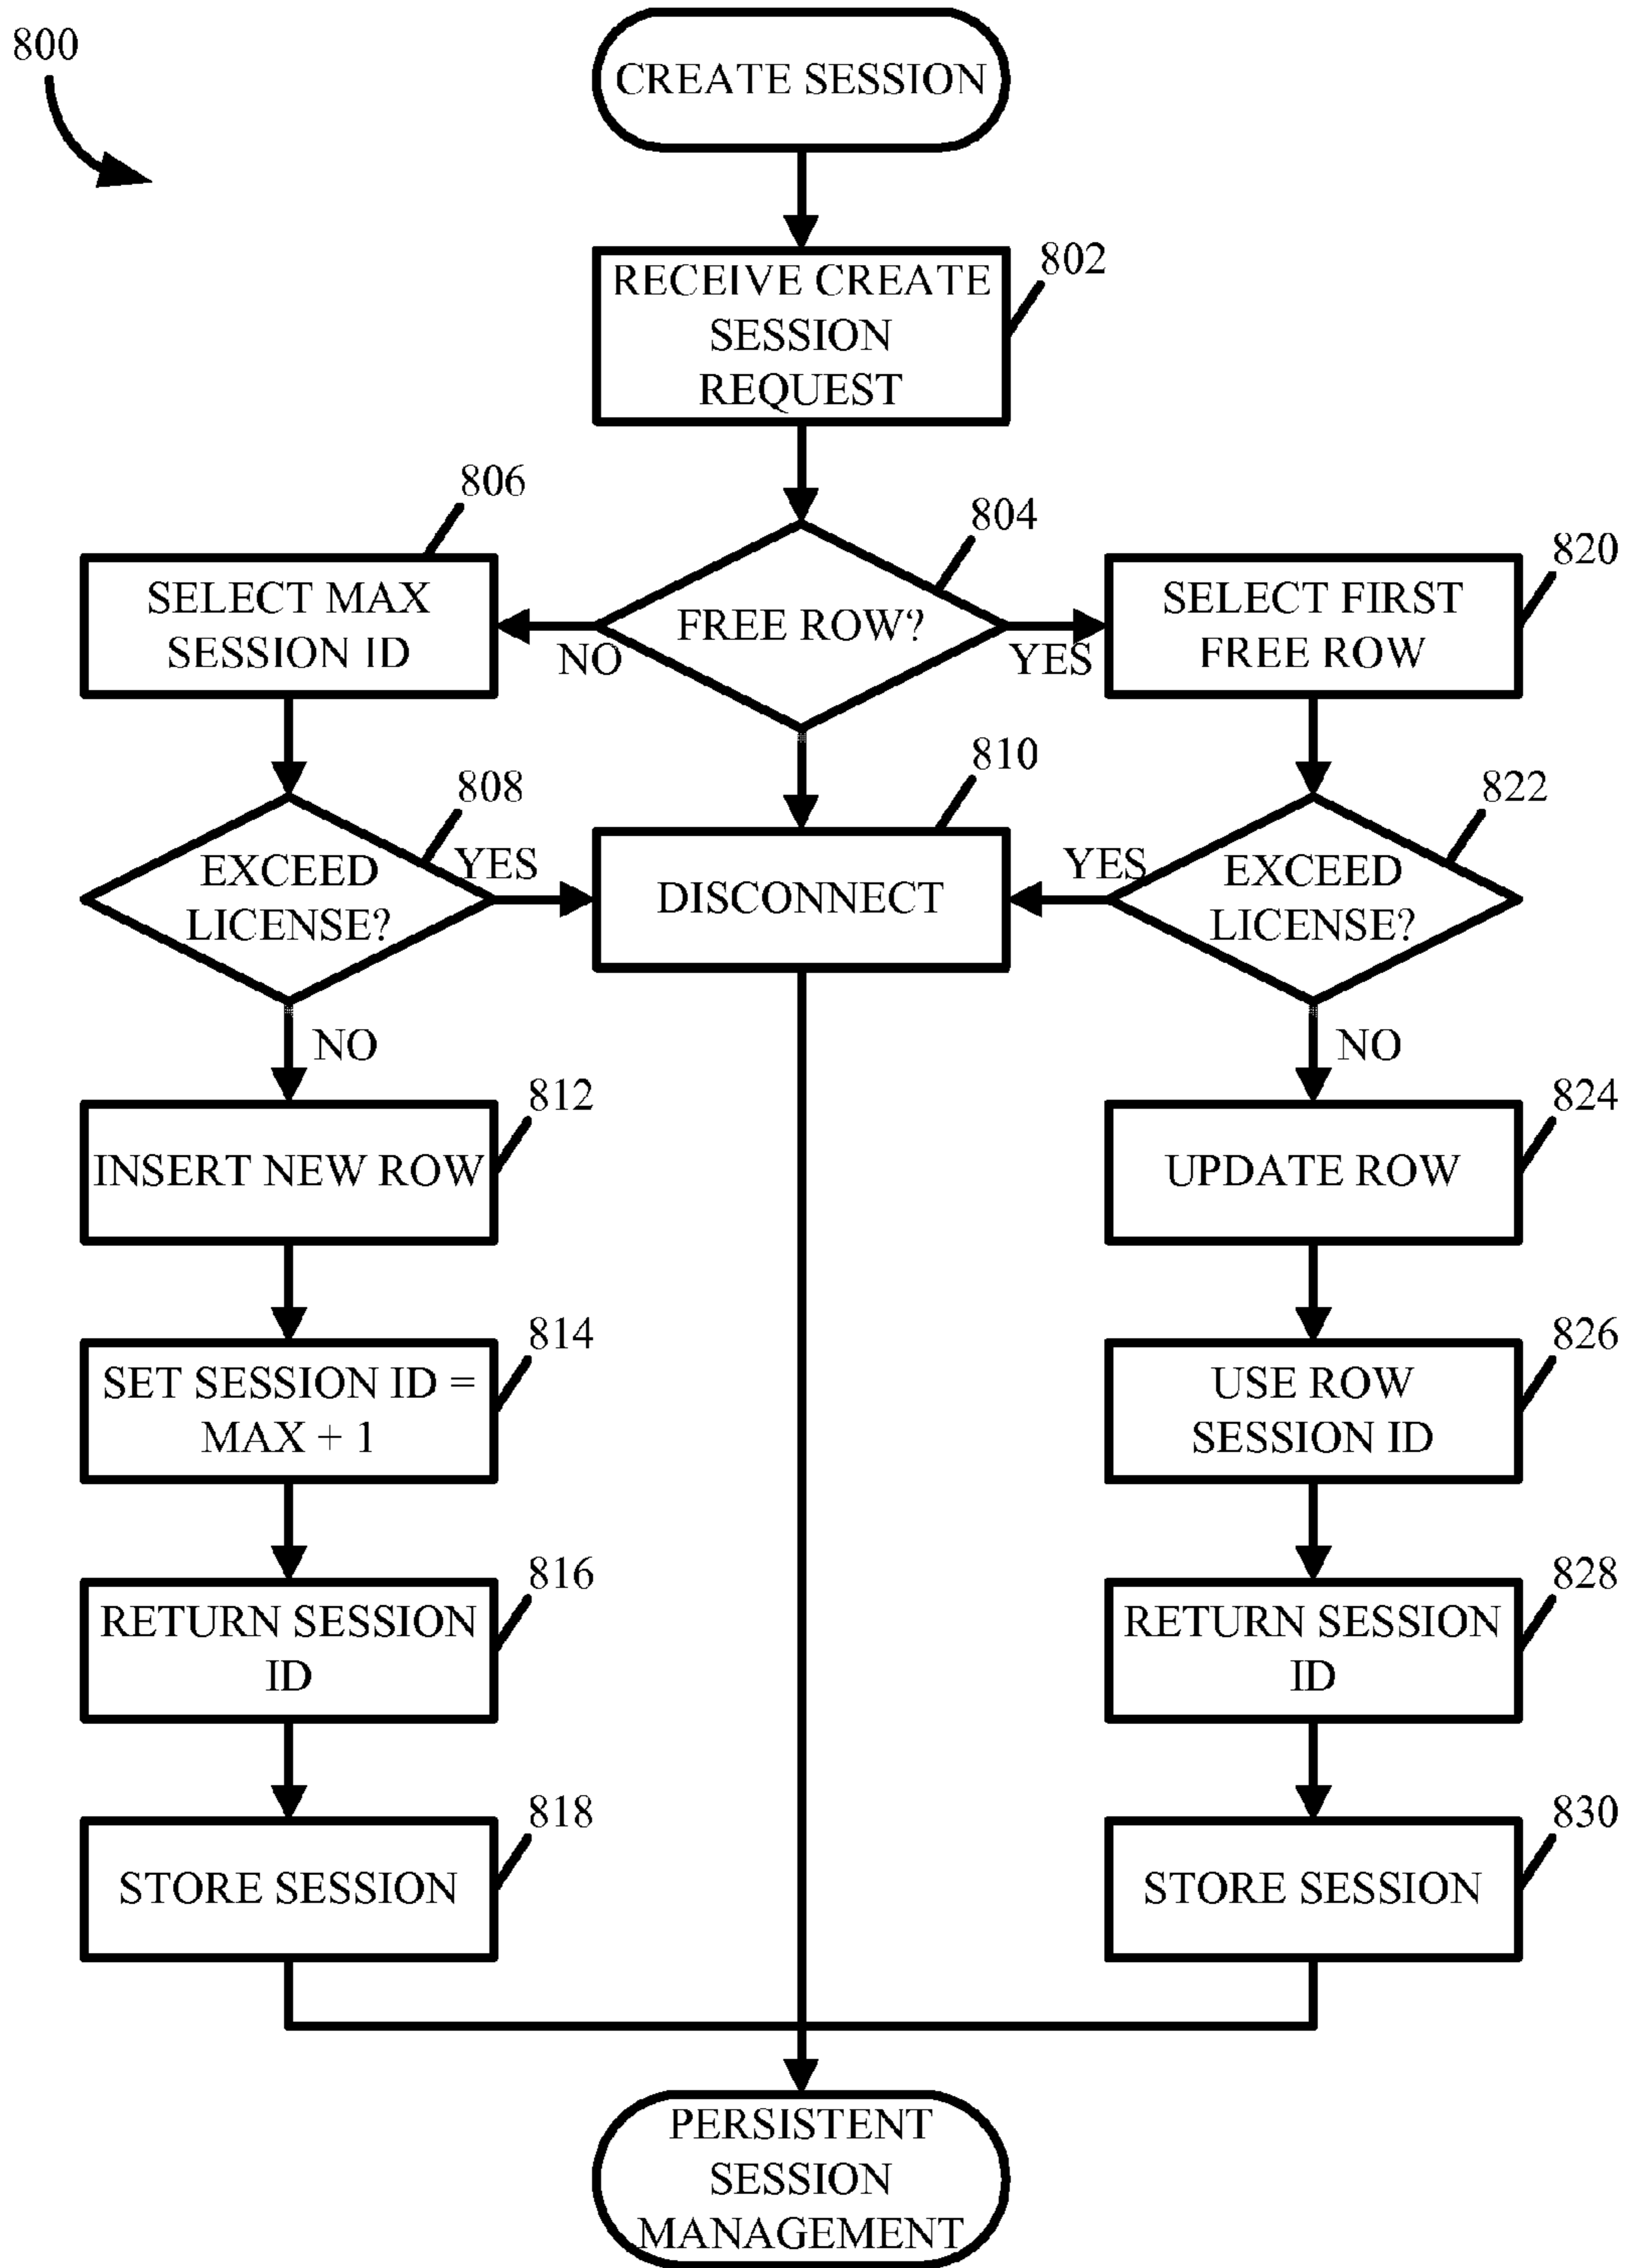 800
CREATE SESSION
RECEIVE CREATE
SESSION
REQUEST
802
806
804
820
SELECT MAX
SESSION ID
FREE ROW?
SELECT FIRST
FREE ROW
NO
YES
808
810
822
EXCEED
LICENSE?
YES
DISCONNECT
YES
EXCEED
LICENSE?
NO
NO
812
824
INSERT NEW ROW
UPDATE ROW
814
826
SET SESSION ID =
MAX + 1
USE ROW
SESSION ID
816
828
RETURN SESSION
ID
RETURN SESSION
ID
818
830
STORE SESSION
STORE SESSION
PERSISTENT
SESSION
MANAGEMENT